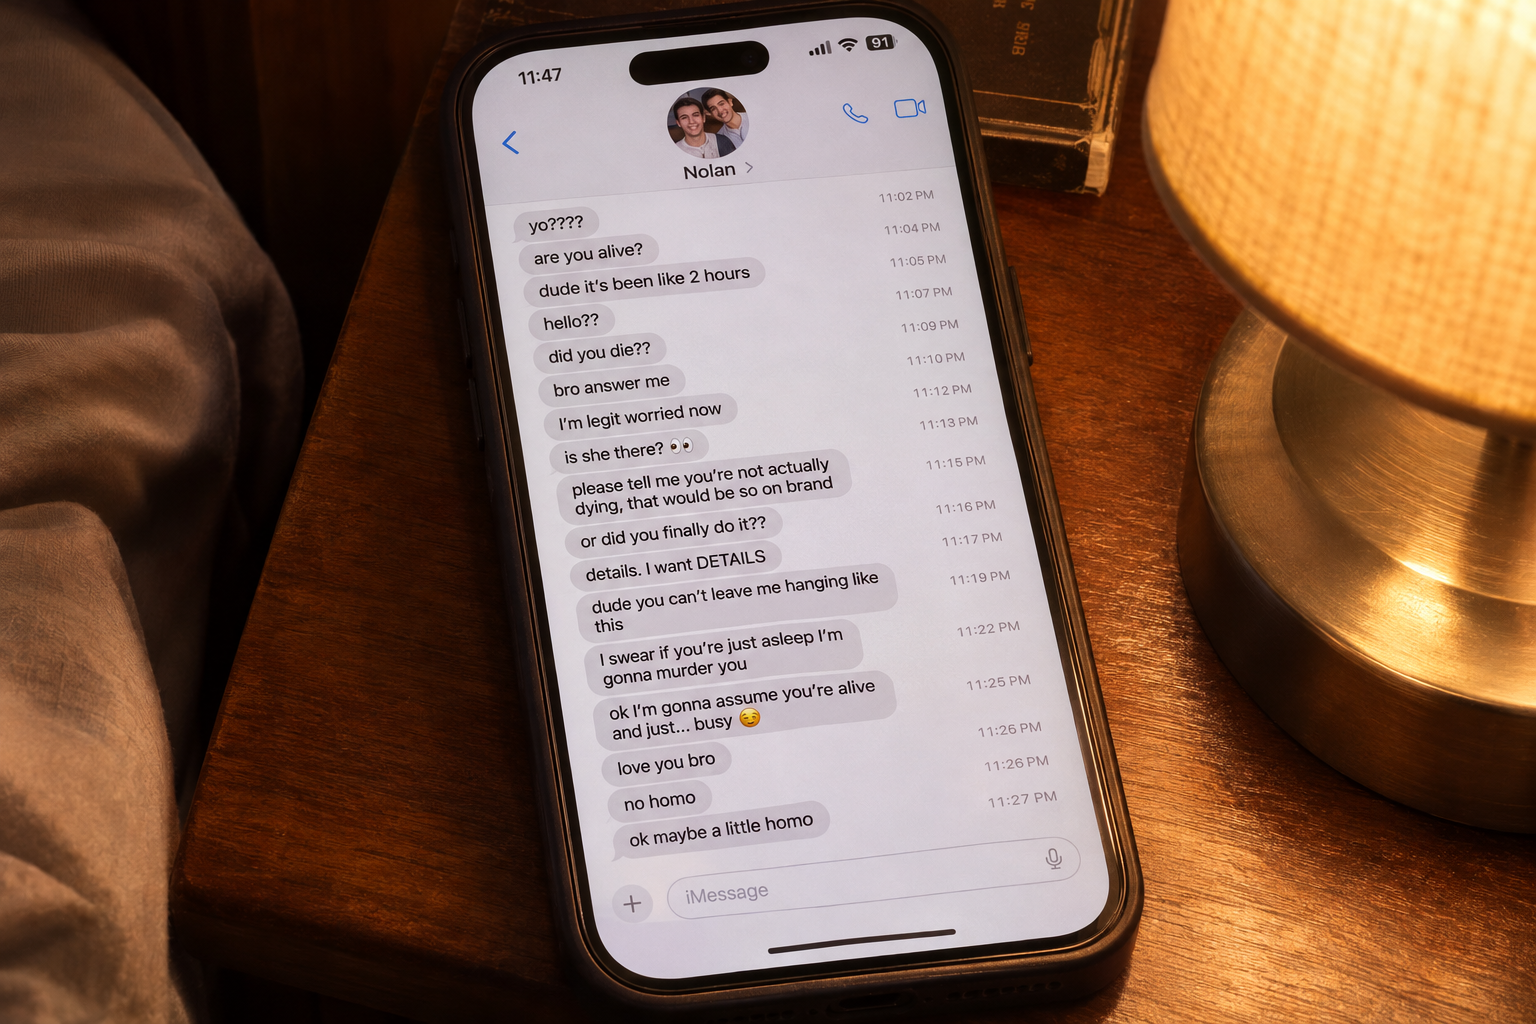 11:47
91
Nolan
yo????
11:02 PM
are you alive?
11:04 PM
dude it's been like 2 hours
11:05 PM
hello??
11:07 PM
did you die??
11:09 PM
bro answer me
11:10 PM
I'm legit worried now
11:12 PM
is she there? 👀
11:13 PM
please tell me you're not actually
dying, that would be so on brand
11:15 PM
or did you finally do it??
11:16 PM
details. I want DETAILS
11:17 PM
dude you can't leave me hanging like
this
11:19 PM
I swear if you're just asleep I'm
gonna murder you
11:22 PM
ok I'm gonna assume you're alive
and just... busy 😏
11:25 PM
love you bro
11:26 PM
no homo
11:26 PM
ok maybe a little homo
11:27 PM
iMessage